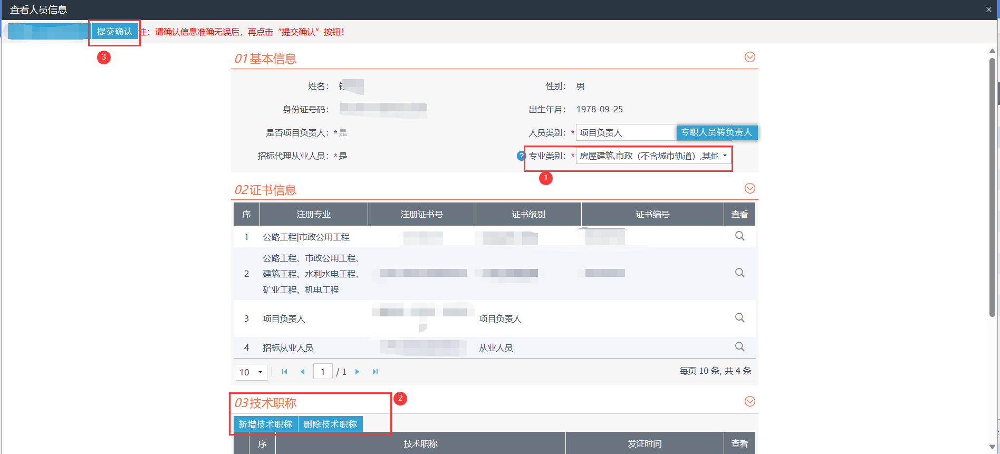 查看人员信息
提交确认 注：请确认信息准确无误后，再点击“提交确认”按钮！
3
01基本信息
姓名： 性别： 男
身份证号码： 出生年月： 1978-09-25
是否项目负责人： *是 人员类别： * 项目负责人 专职人员转负责人
招标代理从业人员： *是 ? 专业类别： * 房屋建筑,市政（不含城市轨道）,其他
1
02证书信息
序 注册专业 注册证书号 证书级别 证书编号 查看
1 公路工程|市政公用工程
2 公路工程、市政公用工程、
建筑工程、水利水电工程、
矿业工程、机电工程
3 项目负责人 项目负责人
4 招标从业人员 从业人员
10 1 / 1 每页 10 条, 共 4 条
2
03技术职称
新增技术职称 删除技术职称
序 技术职称 发证时间 查看